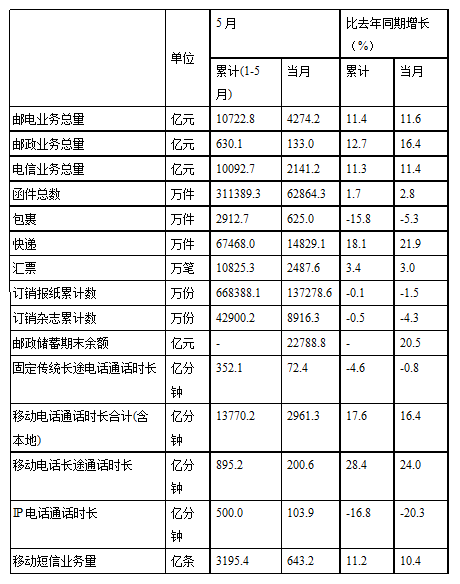 单位 5月 比去年同期增长（%）
累计(1-5月) 当月 累计 当月
邮电业务总量 亿元 10722.8 4274.2 11.4 11.6
邮政业务总量 亿元 630.1 133.0 12.7 16.4
电信业务总量 亿元 10092.7 2141.2 11.3 11.4
函件总数 万件 311389.3 62864.3 1.7 2.8
包裹 万件 2912.7 625.0 -15.8 -5.3
快递 万件 67468.0 14829.1 18.1 21.9
汇票 万笔 10825.3 2487.6 3.4 3.0
订销报纸累计数 万份 668388.1 137278.6 -0.1 -1.5
订销杂志累计数 万份 42900.2 8916.3 -0.5 -4.3
邮政储蓄期末余额 亿元 - 22788.8 - 20.5
固定传统长途电话通话时长 亿分钟 352.1 72.4 -4.6 -0.8
移动电话通话时长合计(含本地) 亿分钟 13770.2 2961.3 17.6 16.4
移动电话长途通话时长 亿分钟 895.2 200.6 28.4 24.0
IP电话通话时长 亿分钟 500.0 103.9 -16.8 -20.3
移动短信业务量 亿条 3195.4 643.2 11.2 10.4